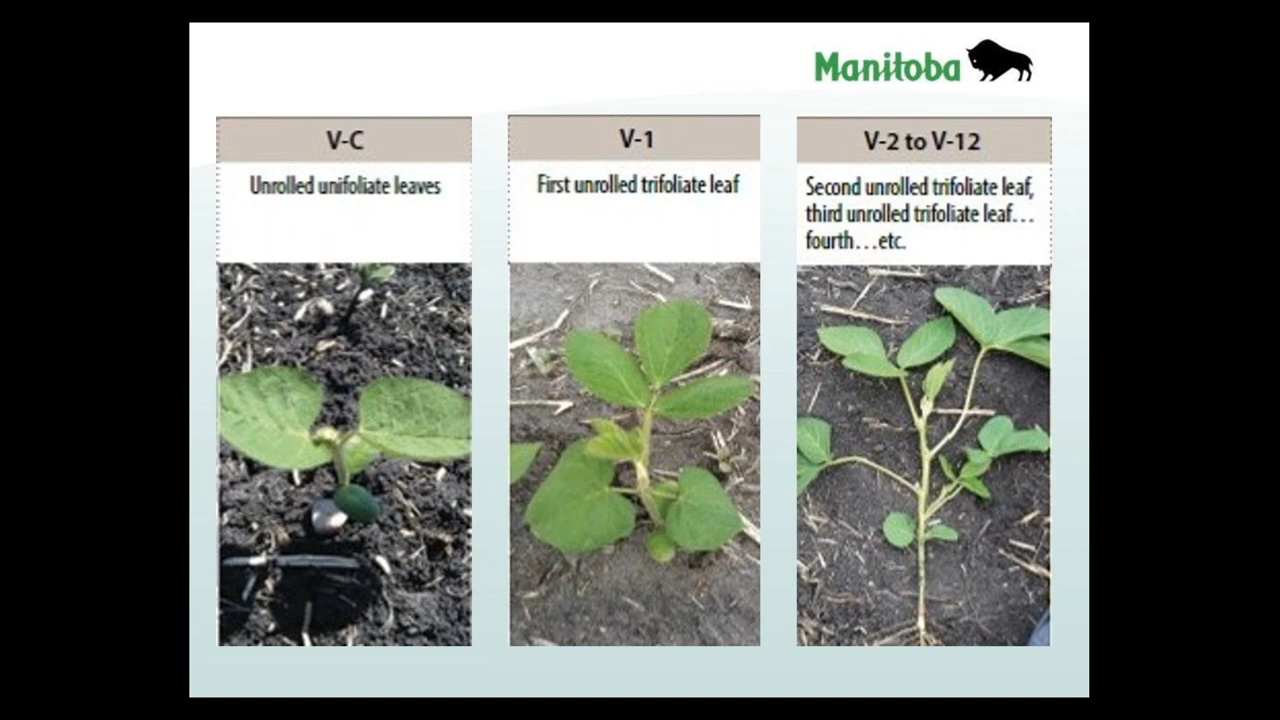 Manitoba
V-C
Unrolled unifoliate leaves
V-1
First unrolled trifoliate leaf
V-2 to V-12
Second unrolled trifoliate leaf,
third unrolled trifoliate leaf…
fourth…etc.